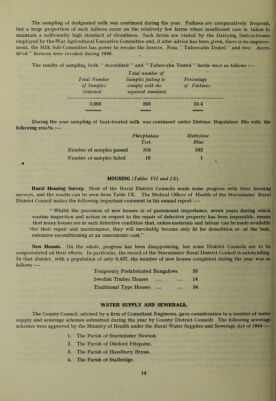 The sampling of designated milk was continued during the year. Failures are comparatively frequent,
but a large proportion of such failures occur on the relatively few farms where insufficient care is taken to
maintain a sufficiently high standard of cleanliness. Such farms are visited by the Dairying Instructresses
employed by the War Agricultural Executive Committee and, if after advice has been given, there is no improve-
ment, the Milk Sub-Committee has power to revoke the licence. Four " Tuberculin Tested " and two Accre-
dited " licences were revoked during 1946.
The results of sampling both " Accredited " and " Tuberculin Tested " herds were as follows :—
Total Number of Samples obtained.
Total number of Samples failing to comply with the required standard.
Percentage of Failures.
3,668 895 24.4
During the year sampling of heat-treated milk was continued under Defence Regulation 55G with the
following results :—
Phosphatase Test. Methylene Blue.
Number of samples passed 318 332
Number of samples failed 15 1
HOUSING (Tables VII and IX).
Rural Housing Survey. Most of the Rural District Councils made some progress with their housing
surveys, and the results can be seen from Table IX. The Medical Officer of Health of the Sturminster Rural
District Council makes the following important comment in his annual report :—
" Whilst the provision of new houses is of paramount importance, seven years during which
routine inspection and action in respect to the repair of defective property has been impossible, means
that many houses are in such defective condition that, unless materials and labour can be made available
for their repair and maintenance, they will inevitably become only fit for demolition or, at the best,
extensive reconditioning at an uneconomic cost."
New Houses. On the whole, progress has been disappointing, but some District Councils are to be
congratulated on their efforts. In particular, the record of the Sturminster Rural District Council is outstanding.
In that district, with a population of only 8,497, the number of new houses completed during the year was as
follows :—
Temporary Prefabricated Bungalows 35
Swedish Timber Houses ... ... 14
Traditional Type Houses ... ... 34
WATER SUPPLY AND SEWERAGE.
The County Council, advised by a firm of Consultant Engineers, gave consideration to a number of water
supply and sewerage schemes submitted during the year by County District Councils. The following sewerage
schemes were approved by the Ministry of Health under the Rural Water Supplies and Sewerage Act of 1944 :—
1. The Parish of Sturminster Newton.
2. The Parish of Okeford Fitzpaine.
3. The Parish of Hazelbury Bryan.
4. The Parish of Stalbridge.
14